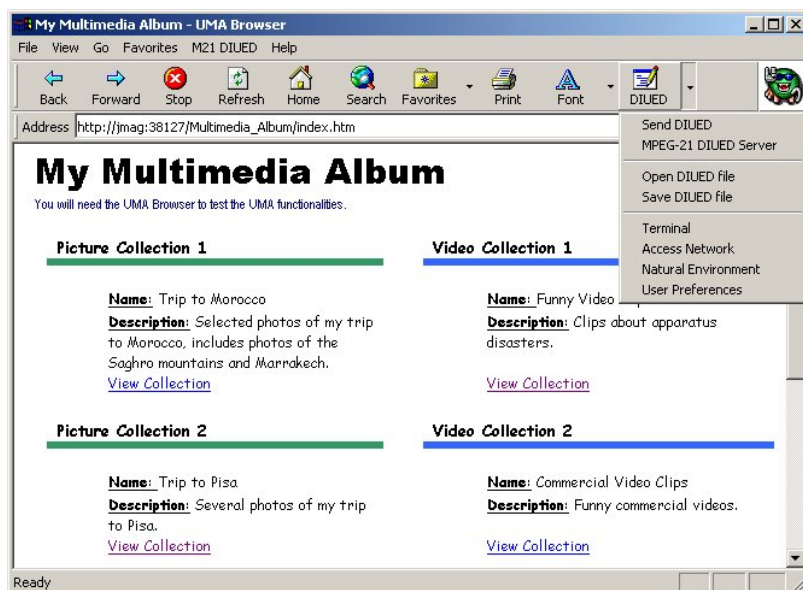 My Multimedia Album - UMA Browser
File View Go Favorites M21 DIUED Help
Back Forward Stop Refresh Home Search Favorites Print Font DIUED
Address http://jmag:38127/Multimedia_Album/index.htm
Send DIUED
MPEG-21 DIUED Server
Open DIUED file
Save DIUED file
Terminal
Access Network
Natural Environment
User Preferences
My Multimedia Album
You will need the UMA Browser to test the UMA functionalities.
Picture Collection 1
Name: Trip to Morocco
Description: Selected photos of my trip
to Morocco, includes photos of the
Saghro mountains and Marrakech.
View Collection
Video Collection 1
Name: Funny Video
Description: Clips about apparatus
disasters.
View Collection
Picture Collection 2
Name: Trip to Pisa
Description: Several photos of my trip
to Pisa.
View Collection
Video Collection 2
Name: Commercial Video Clips
Description: Funny commercial videos.
View Collection
Ready